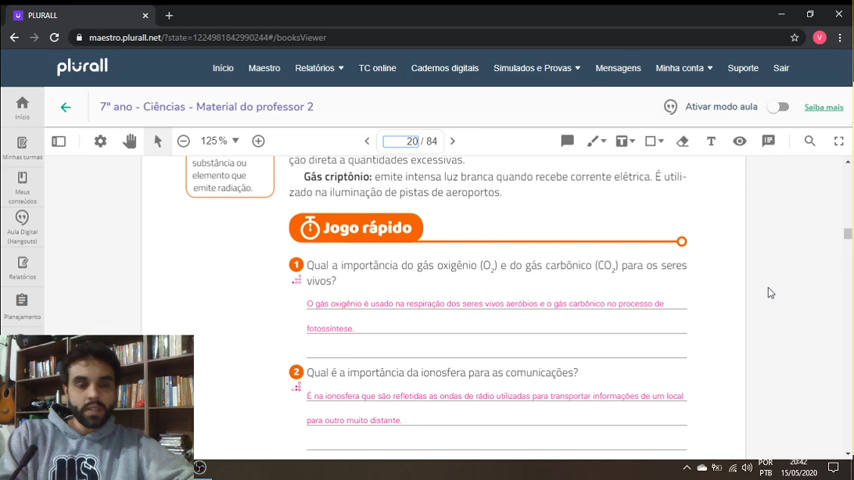 PLURALL
maestro.plurall.net/?state=1224981842990244#/booksViewer
V
plurall
Início Maestro Relatórios TC online Cadernos digitais Simulados e Provas Mensagens Minha conta Suporte Sair
Início
7º ano - Ciências - Material do professor 2
Ativar modo aula
Saiba mais
Minhas turmas
Meus
conteúdos
Aula Digital
(Hangouts)
Relatórios
Planejamento
125%
20 / 84
T
substância ou
elemento que
emite radiação.
ção direta a quantidades excessivas.
Gás criptônio: emite intensa luz branca quando recebe corrente elétrica. É utili-
zado na iluminação de pistas de aeroportos.
Jogo rápido
1 Qual a importância do gás oxigênio (O2) e do gás carbônico (CO2) para os seres
vivos?
O gás oxigênio é usado na respiração dos seres vivos aeróbios e o gás carbônico no processo de
fotossíntese.
2 Qual é a importância da ionosfera para as comunicações?
É na ionosfera que são refletidas as ondas de rádio utilizadas para transportar informações de um local
para outro muito distante.
POR
PTB
20:42
15/05/2020